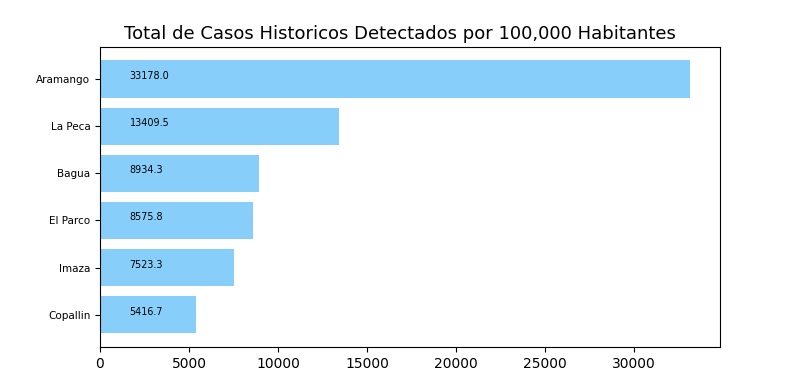 Total de Casos Historicos Detectados por 100,000 Habitantes
Aramango 33178.0
La Peca 13409.5
Bagua 8934.3
El Parco 8575.8
Imaza 7523.3
Copallin 5416.7
0 5000 10000 15000 20000 25000 30000